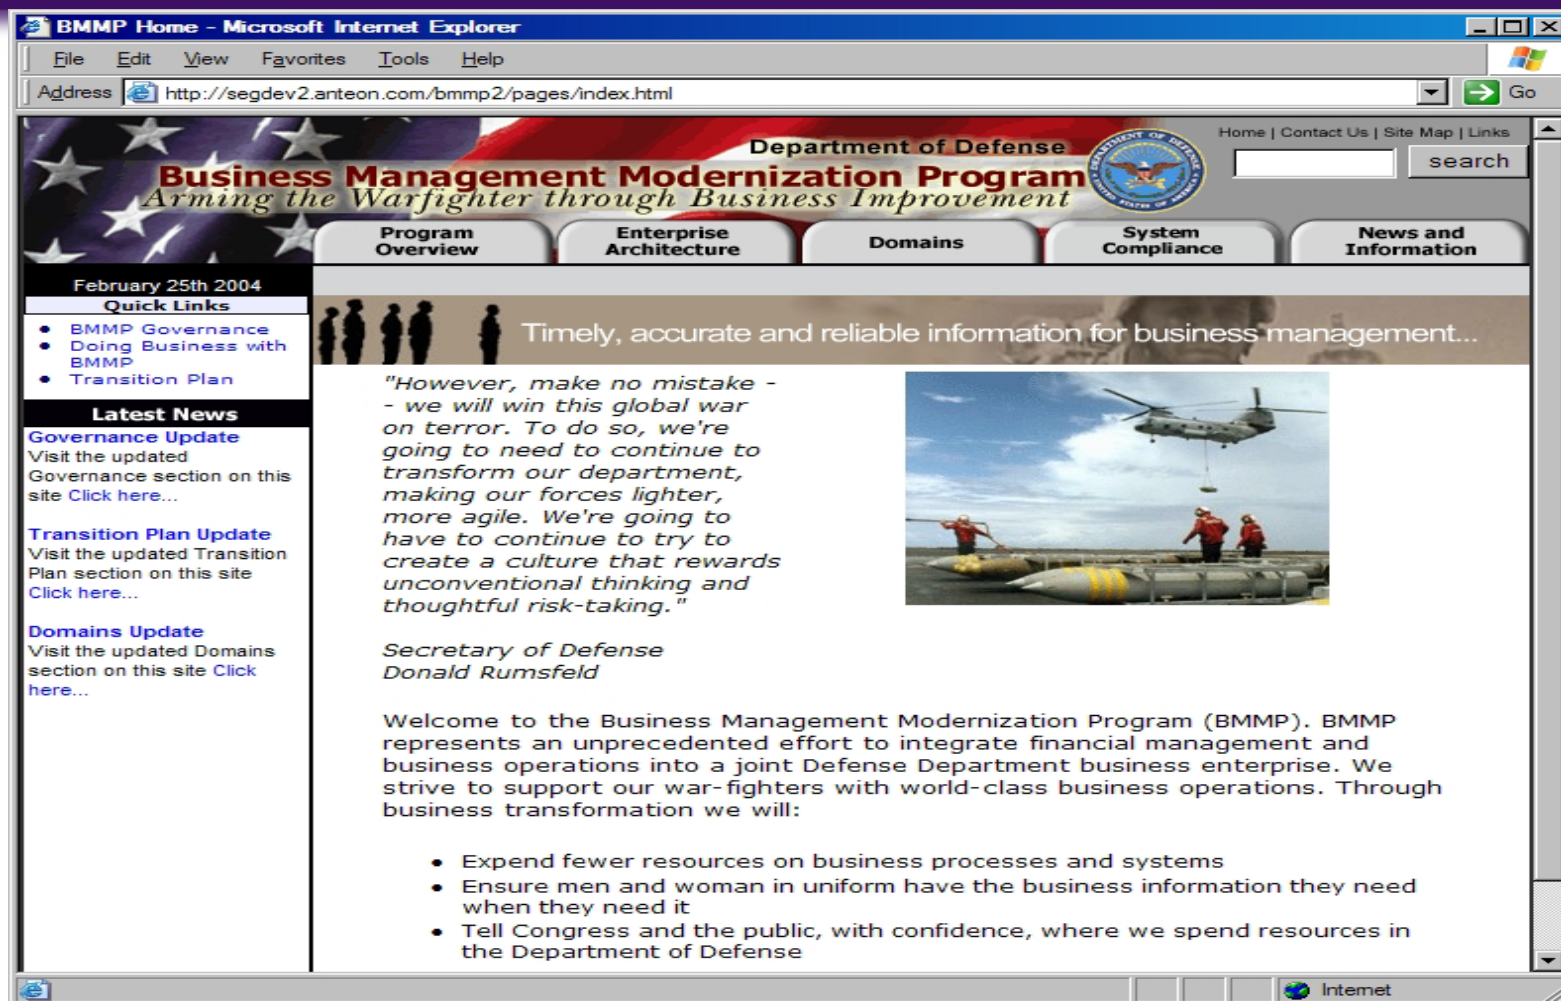 BMMP Home - Microsoft Internet Explorer
File Edit View Favorites Tools Help
Address http://segdev2.anteon.com/bmmp2/pages/index.html Go
Home | Contact Us | Site Map | Links
search
Department of Defense
Business Management Modernization Program
Arming the Warfighter through Business Improvement
DEPARTMENT OF DEFENSE
UNITED STATES OF AMERICA
Program
Overview
Enterprise
Architecture
Domains
System
Compliance
News and
Information
February 25th 2004
Quick Links
• BMMP Governance
• Doing Business with
BMMP
• Transition Plan
Latest News
Governance Update
Visit the updated
Governance section on this
site Click here...
Transition Plan Update
Visit the updated Transition
Plan section on this site
Click here...
Domains Update
Visit the updated Domains
section on this site Click
here...
Timely, accurate and reliable information for business management...
"However, make no mistake -
- we will win this global war
on terror. To do so, we're
going to need to continue to
transform our department,
making our forces lighter,
more agile. We're going to
have to continue to try to
create a culture that rewards
unconventional thinking and
thoughtful risk-taking."
Secretary of Defense
Donald Rumsfeld
Welcome to the Business Management Modernization Program (BMMP). BMMP
represents an unprecedented effort to integrate financial management and
business operations into a joint Defense Department business enterprise. We
strive to support our war-fighters with world-class business operations. Through
business transformation we will:
• Expend fewer resources on business processes and systems
• Ensure men and woman in uniform have the business information they need
when they need it
• Tell Congress and the public, with confidence, where we spend resources in
the Department of Defense
Internet